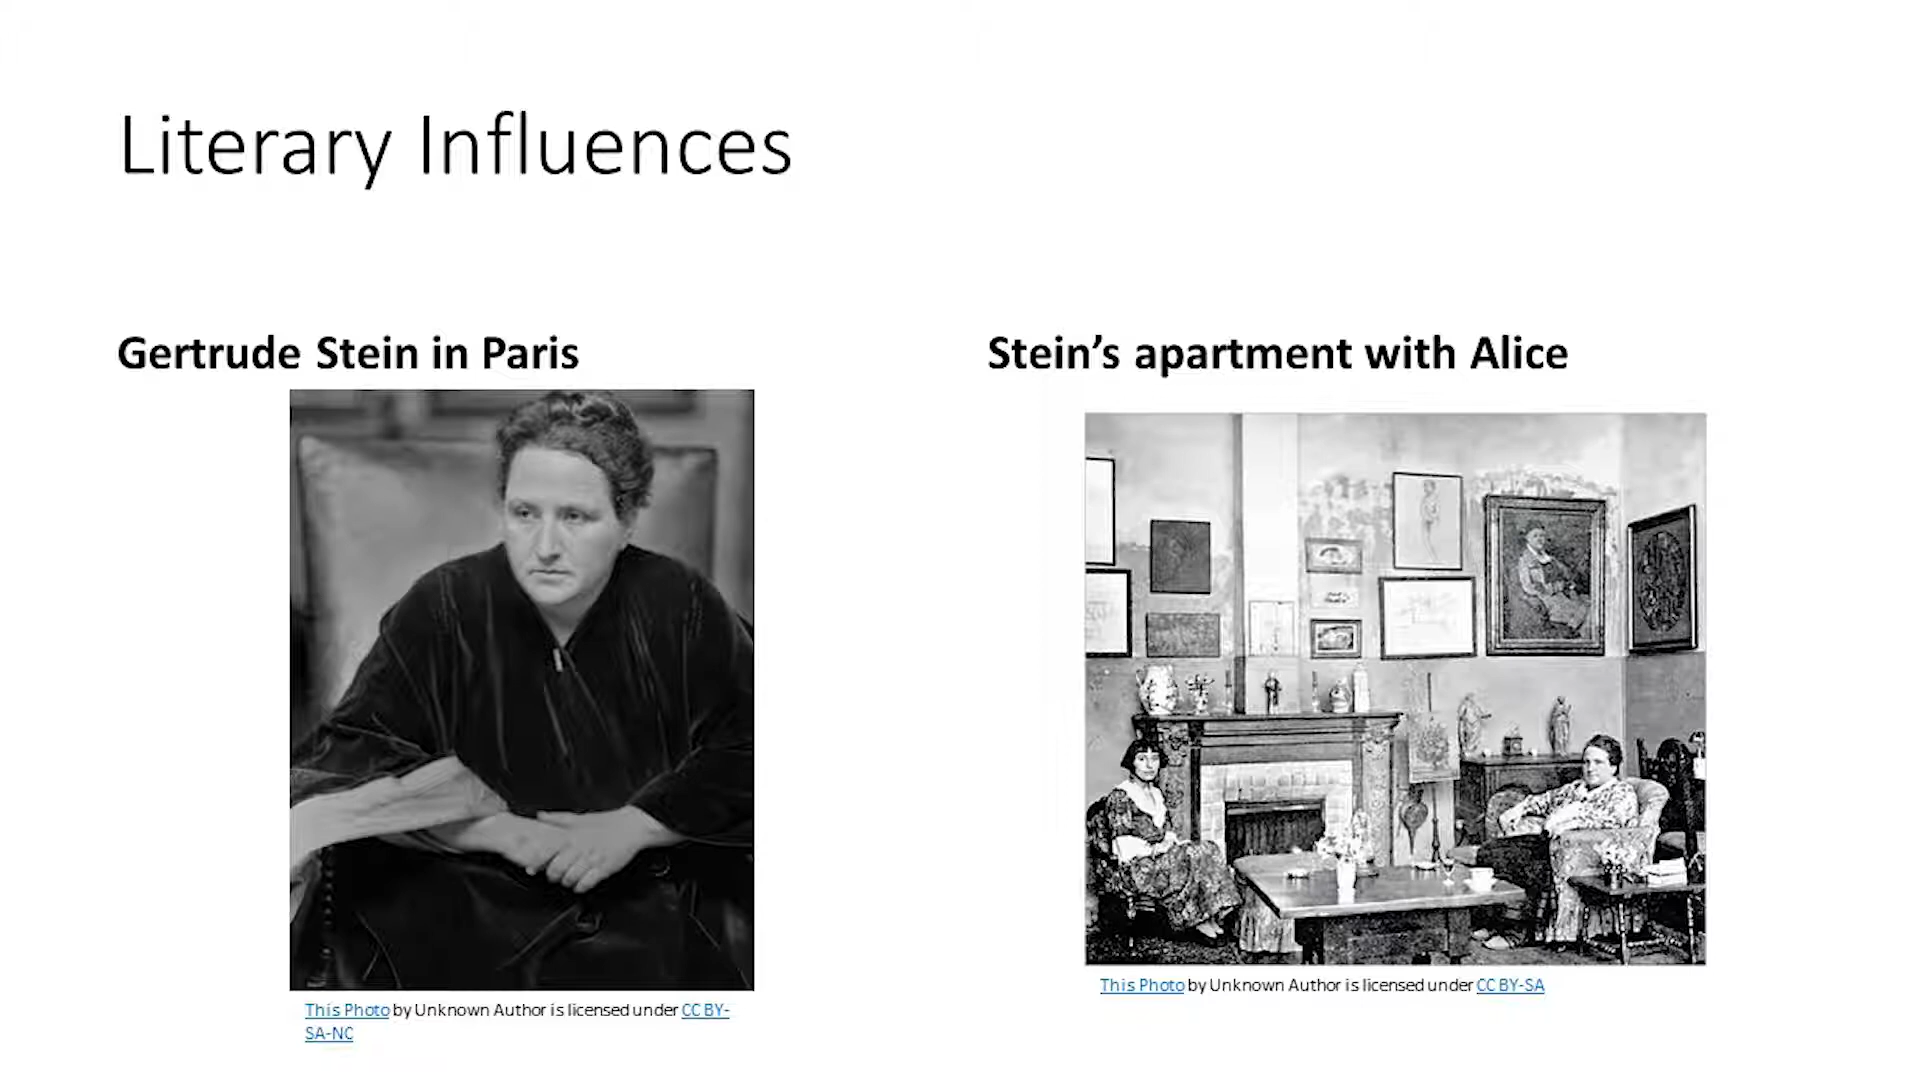 Literary Influences
Gertrude Stein in Paris
This Photo by Unknown Author is licensed under CC BY-
SA-NC
Stein’s apartment with Alice
This Photo by Unknown Author is licensed under CC BY-SA